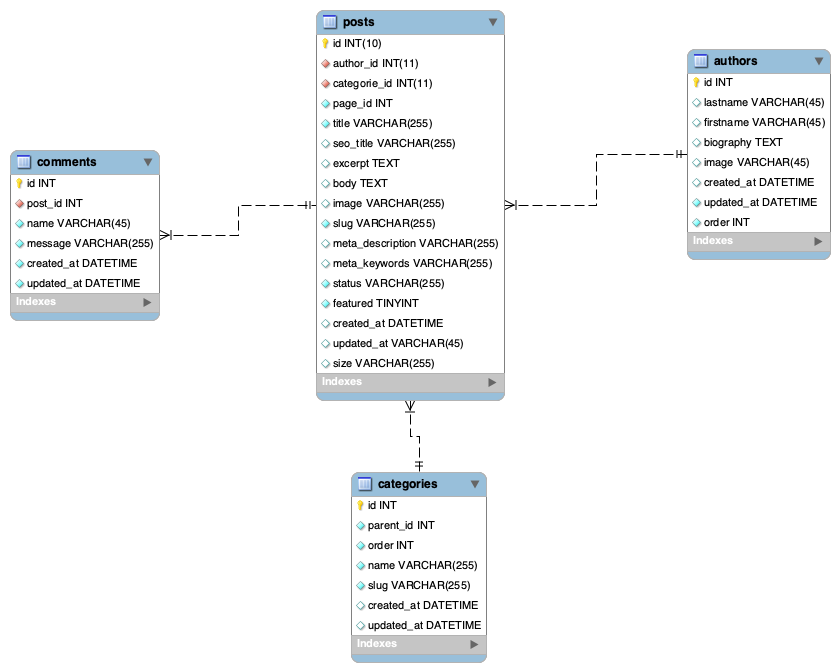 posts
id INT(10)
author_id INT(11)
categorie_id INT(11)
page_id INT
title VARCHAR(255)
seo_title VARCHAR(255)
excerpt TEXT
body TEXT
image VARCHAR(255)
slug VARCHAR(255)
meta_description VARCHAR(255)
meta_keywords VARCHAR(255)
status VARCHAR(255)
featured TINYINT
created_at DATETIME
updated_at VARCHAR(45)
size VARCHAR(255)
Indexes
authors
id INT
lastname VARCHAR(45)
firstname VARCHAR(45)
biography TEXT
image VARCHAR(45)
created_at DATETIME
updated_at DATETIME
order INT
Indexes
comments
id INT
post_id INT
name VARCHAR(45)
message VARCHAR(255)
created_at DATETIME
updated_at DATETIME
Indexes
categories
id INT
parent_id INT
order INT
name VARCHAR(255)
slug VARCHAR(255)
created_at DATETIME
updated_at DATETIME
Indexes